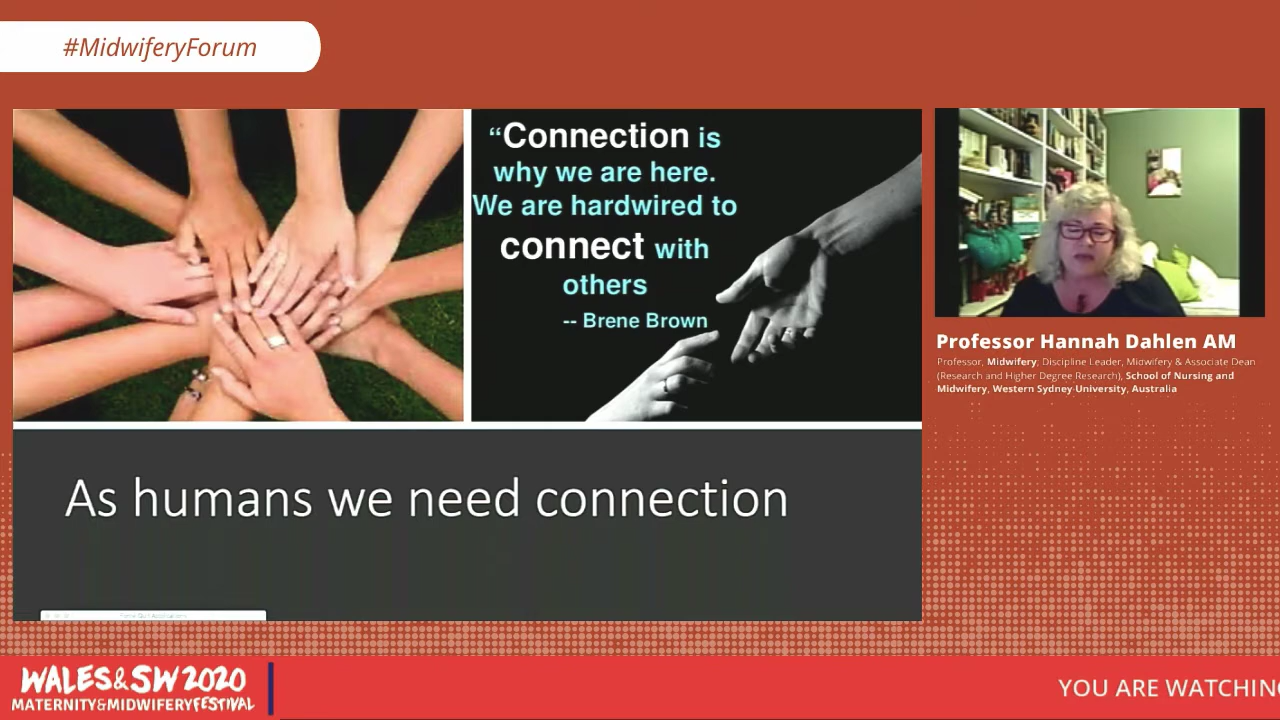 #MidwiferyForum
“Connection is
why we are here.
We are hardwired to
connect with
others
-- Brene Brown
As humans we need connection
Professor Hannah Dahlen AM
Professor, Midwifery; Discipline Leader, Midwifery & Associate Dean
(Research and Higher Degree Research), School of Nursing and
Midwifery, Western Sydney University, Australia
WALES&SW2020
MATERNITY&MIDWIFERYFESTIVAL
YOU ARE WATCHING